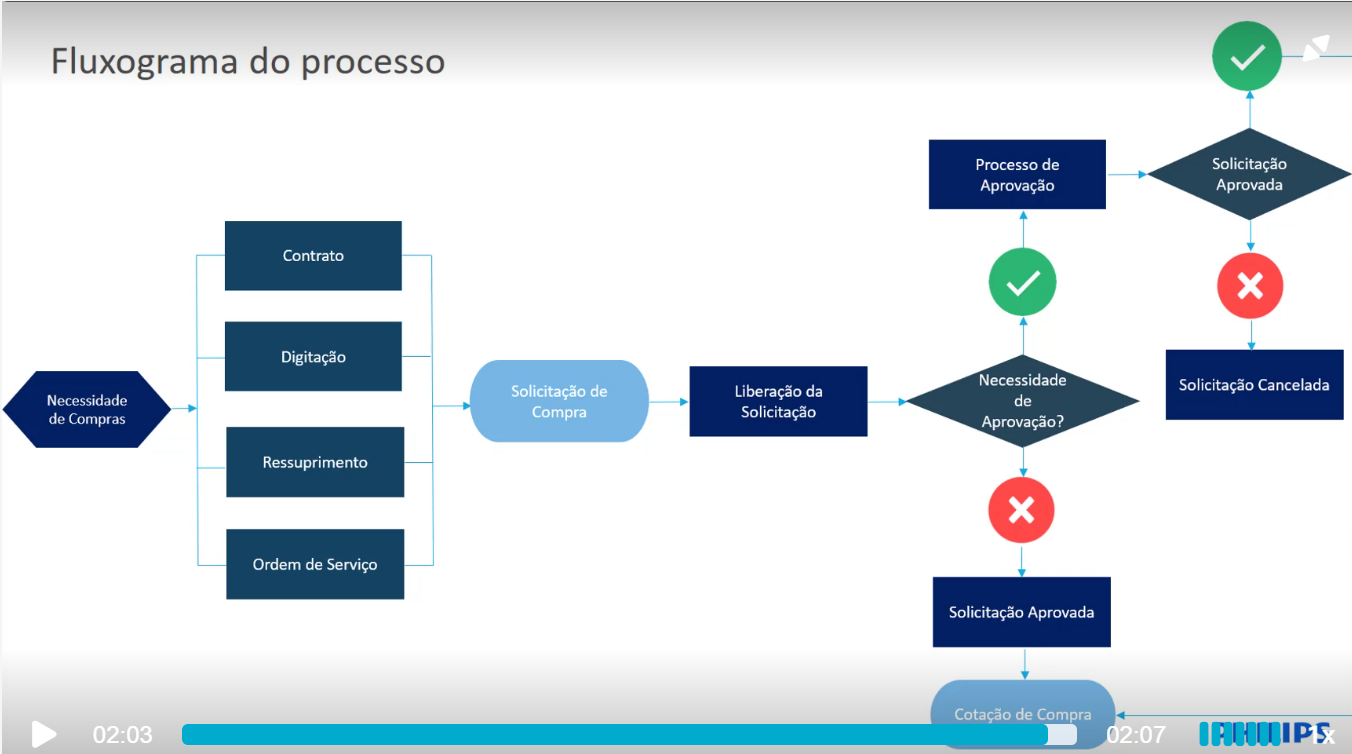 Fluxograma do processo
Processo de
Aprovação
Solicitação
Aprovada
Contrato
Digitação
Necessidade
de Compras
Ressuprimento
Ordem de Serviço
Solicitação de
Compra
Liberação da
Solicitação
Necessidade
de
Aprovação?
Solicitação Cancelada
Solicitação Aprovada
Cotação de Compra
02:03
02:07
PHILIPS
1x